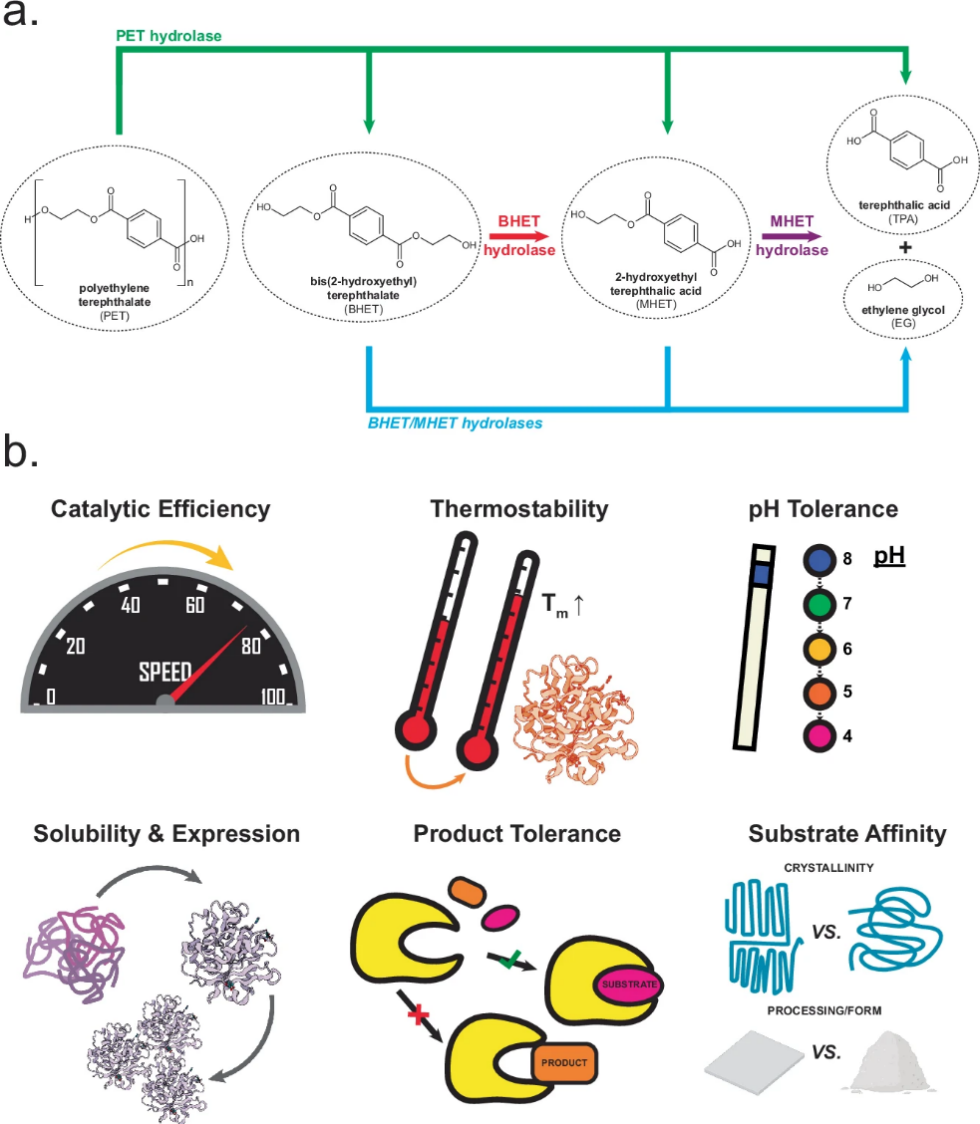 a.
PET hydrolase
H
O
O
O
O
OH
n
polyethylene
terephthalate
(PET)
HO
O
O
O
O
OH
bis(2-hydroxyethyl)
terephthalate
(BHET)
BHET
hydrolase
HO
O
O
O
OH
2-hydroxyethyl
terephthalic acid
(MHET)
MHET
hydrolase
O
HO
OH
O
terephthalic acid
(TPA)
+
HO
OH
ethylene glycol
(EG)
BHET/MHET hydrolases
b.
Catalytic Efficiency
0
20
40
60
80
100
SPEED
Thermostability
Tm ↑
pH Tolerance
8
pH
7
6
5
4
Solubility & Expression
Product Tolerance
SUBSTRATE
PRODUCT
Substrate Affinity
CRYSTALLINITY
VS.
PROCESSING/FORM
VS.